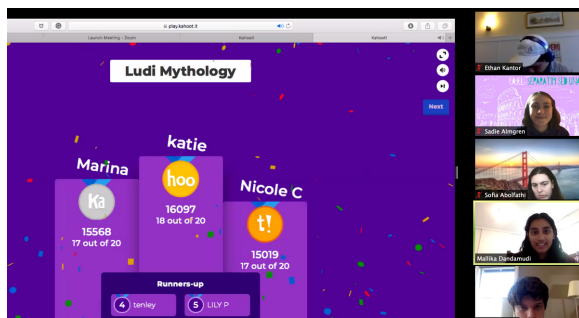 play.kahoot.it
Launch Meeting - Zoom
Kahoot!
Kahoot!
Ludi Mythology
Next
katie
Marina
Nicole C
Ka
hoo
t!
16097
18 out of 20
15568
17 out of 20
15019
17 out of 20
Runners-up
4 tenley
5 LILY P
Ethan Kantor
Sadie Almgren
Sofia Abolfathi
Mallika Dandamudi